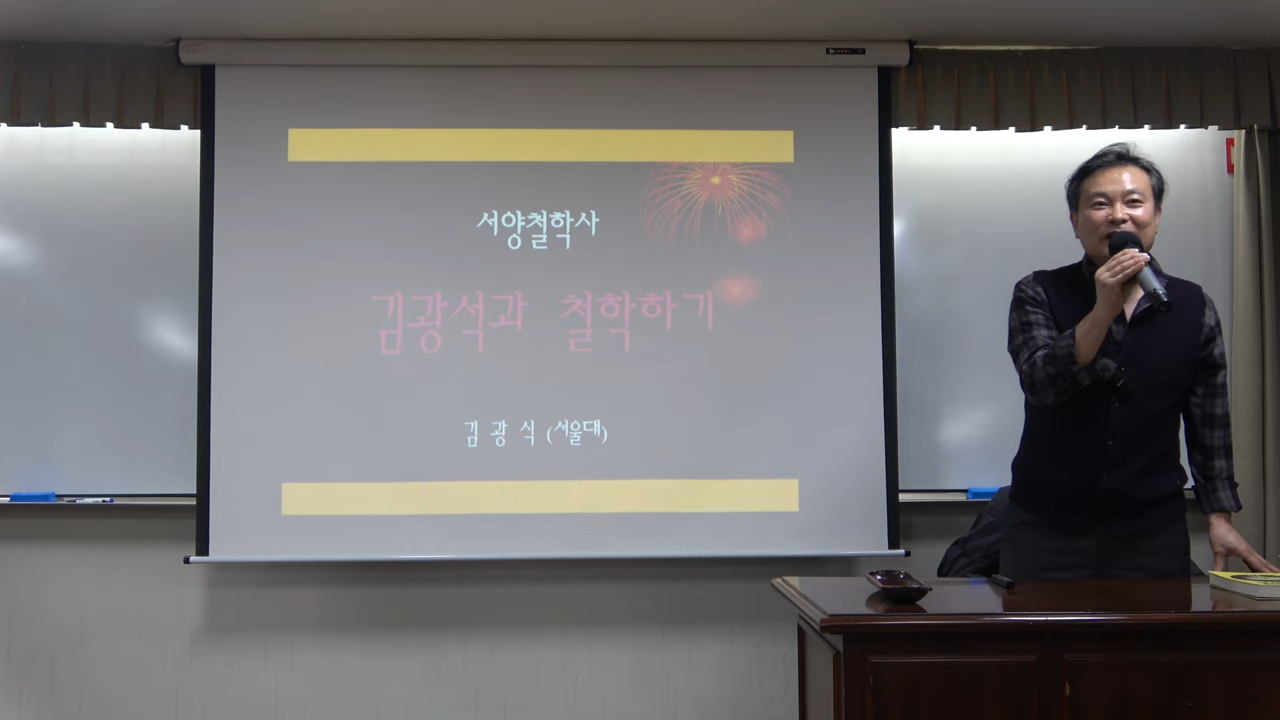 서양철학사
김광석과 철학하기
김 광 식 (서울대)